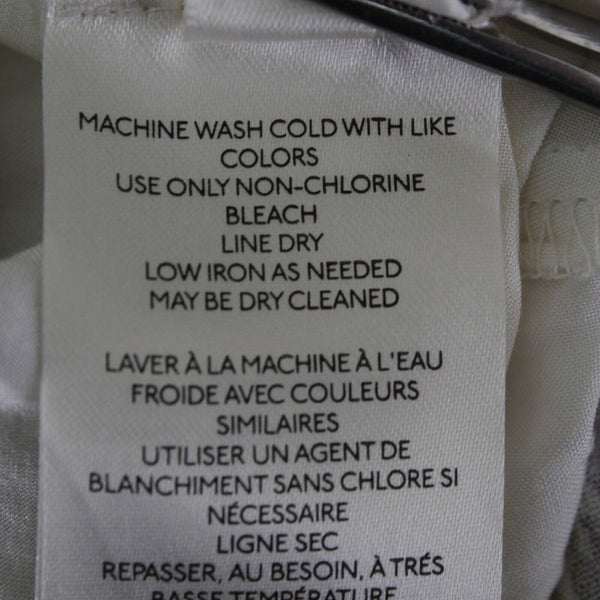 MACHINE WASH COLD WITH LIKE
COLORS
USE ONLY NON-CHLORINE
BLEACH
LINE DRY
LOW IRON AS NEEDED
MAY BE DRY CLEANED
LAVER À LA MACHINE À L'EAU
FROIDE AVEC COULEURS
SIMILAIRES
UTILISER UN AGENT DE
BLANCHIMENT SANS CHLORE SI
NÉCESSAIRE
LIGNE SEC
REPASSER, AU BESOIN, À TRÉS
BASSE TEMPÉRATURE